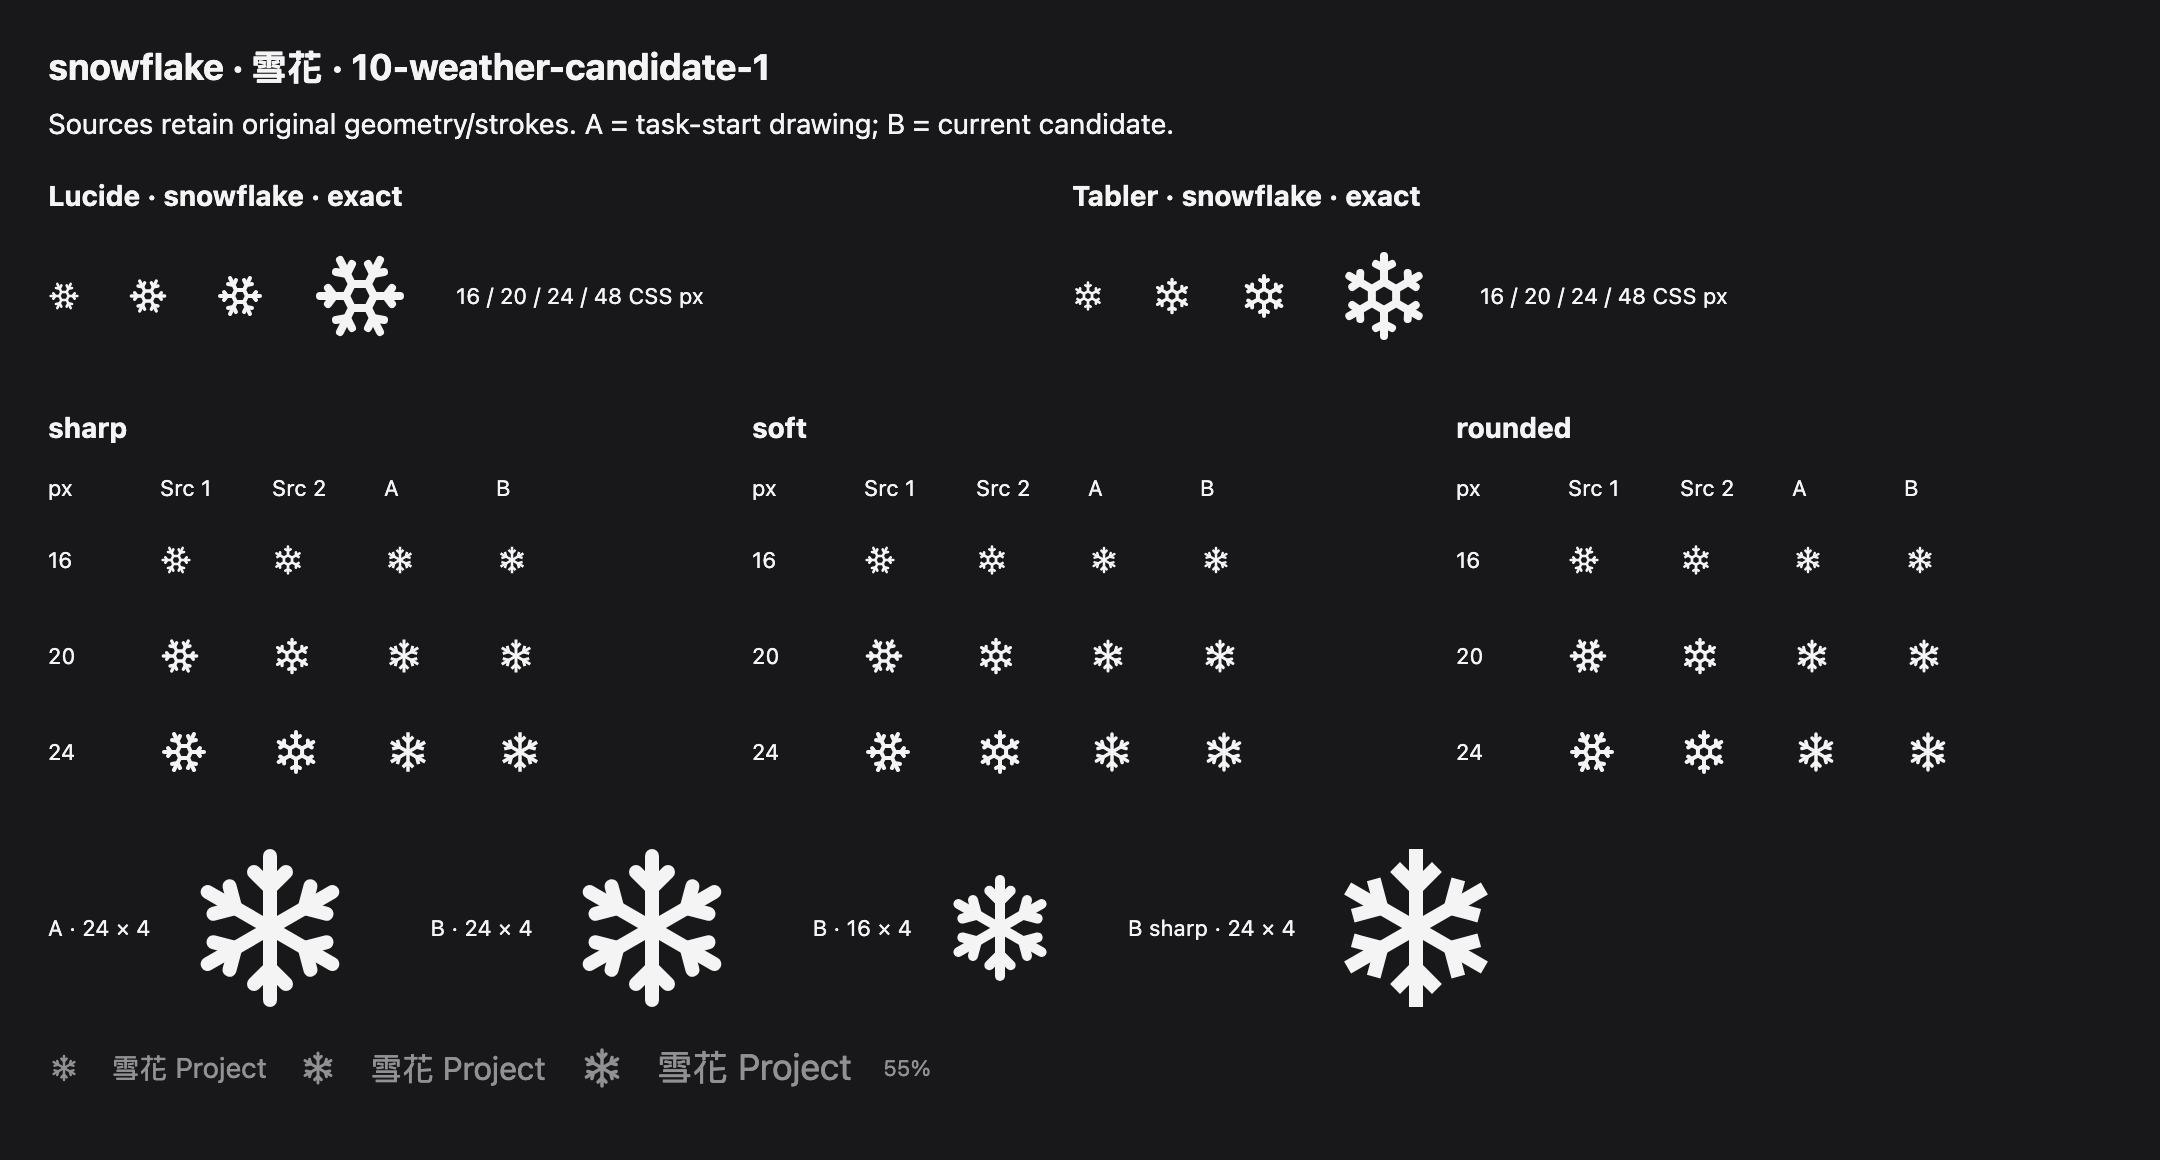 snowflake · 雪花 · 10-weather-candidate-1
Sources retain original geometry/strokes. A = task-start drawing; B = current candidate.
Lucide · snowflake · exact
Tabler · snowflake · exact
16 / 20 / 24 / 48 CSS px
16 / 20 / 24 / 48 CSS px
sharp
soft
rounded
px Src 1 Src 2 A B
px Src 1 Src 2 A B
px Src 1 Src 2 A B
16
16
16
20
20
20
24
24
24
A · 24 × 4
B · 24 × 4
B · 16 × 4
B sharp · 24 × 4
雪花 Project 雪花 Project 雪花 Project 55%